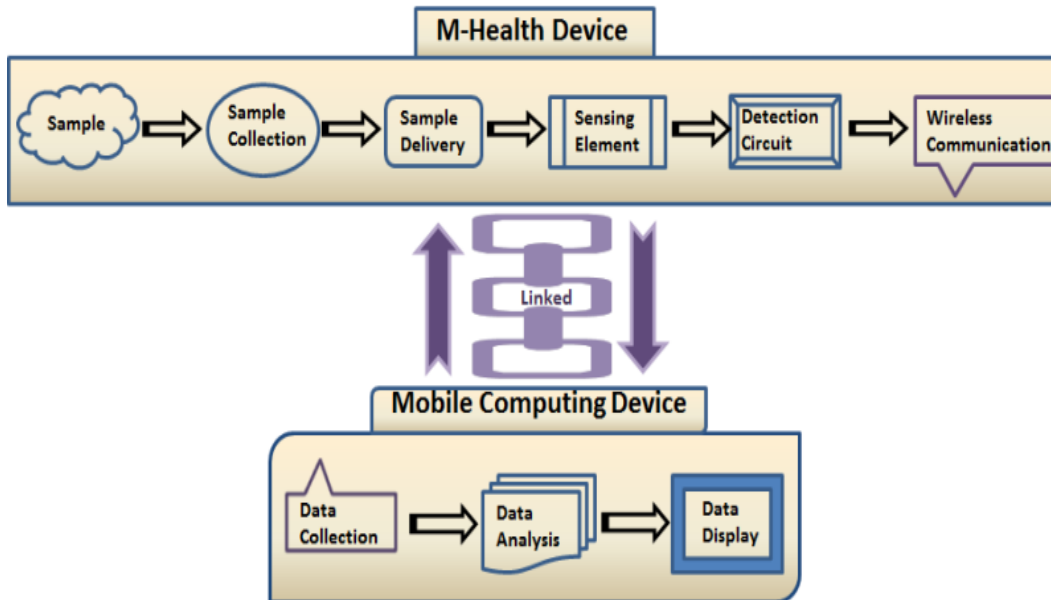 M-Health Device
Sample
Sample
Collection
Sample
Delivery
Sensing
Element
Detection
Circuit
Wireless
Communication
Linked
Mobile Computing Device
Data
Collection
Data
Analysis
Data
Display